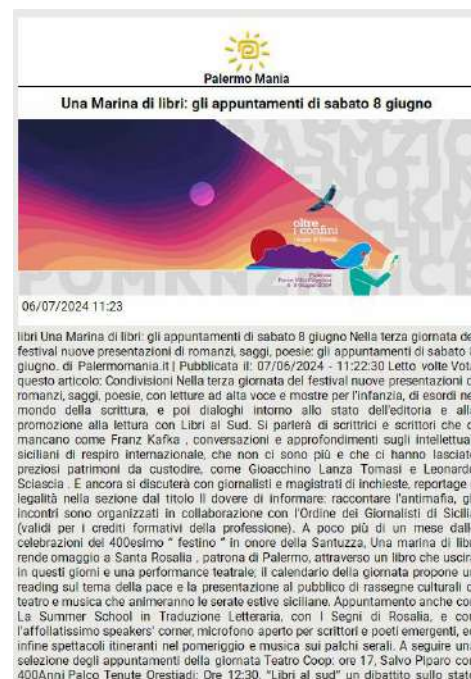 Palermo Mania
Una Marina di libri: gli appuntamenti di sabato 8 giugno
oltre
i confini
06/07/2024 11:23
libri Una Marina di libri: gli appuntamenti di sabato 8 giugno Nella terza giornata del
festival nuove presentazioni di romanzi, saggi, poesie: gli appuntamenti di sabato 8
giugno. di Palermomania.it | Pubblicata il: 07/06/2024 - 11:22:30 Letto volte Vota
questo articolo: Condivisioni Nella terza giornata del festival nuove presentazioni di
romanzi, saggi, poesie, con letture ad alta voce e mostre per l'infanzia, di esordi nel
mondo della scrittura, e poi dialoghi intorno allo stato dell'editoria e alla
promozione alla lettura con Libri al Sud. Si parlerà di scrittrici e scrittori che ci
mancano come Franz Kafka , conversazioni e approfondimenti sugli intellettuali
siciliani di respiro internazionale, che non ci sono più e che ci hanno lasciato
preziosi patrimoni da custodire, come Gioacchino Lanza Tomasi e Leonardo
Sciascia . E ancora si discuterà con giornalisti e magistrati di inchieste, reportage e
legalità nella sezione dal titolo Il dovere di informare: raccontare l'antimafia, gli
incontri sono organizzati in collaborazione con l'Ordine dei Giornalisti di Sicilia
(validi per i crediti formativi della professione). A poco più di un mese dalle
celebrazioni del 400esimo " festino " in onore della Santuzza, Una marina di libri
rende omaggio a Santa Rosalia , patrona di Palermo, attraverso un libro che uscirà
in questi giorni e una performance teatrale; il calendario della giornata propone un
reading sul tema della pace e la presentazione al pubblico di rassegne culturali di
teatro e musica che animeranno le serate estive siciliane. Appuntamento anche con
La Summer School in Traduzione Letteraria, con I Segni di Rosalia, e con
l'affollatissimo speakers' corner, microfono aperto per scrittori e poeti emergenti, ed
infine spettacoli itineranti nel pomeriggio e musica sui palchi serali. A seguire una
selezione degli appuntamenti della giornata Teatro Coop: ore 17, Salvo Piparo con
400Anni Palco Tenute Orestiadi: Ore 12:30, "Libri al sud" un dibattito sullo stato